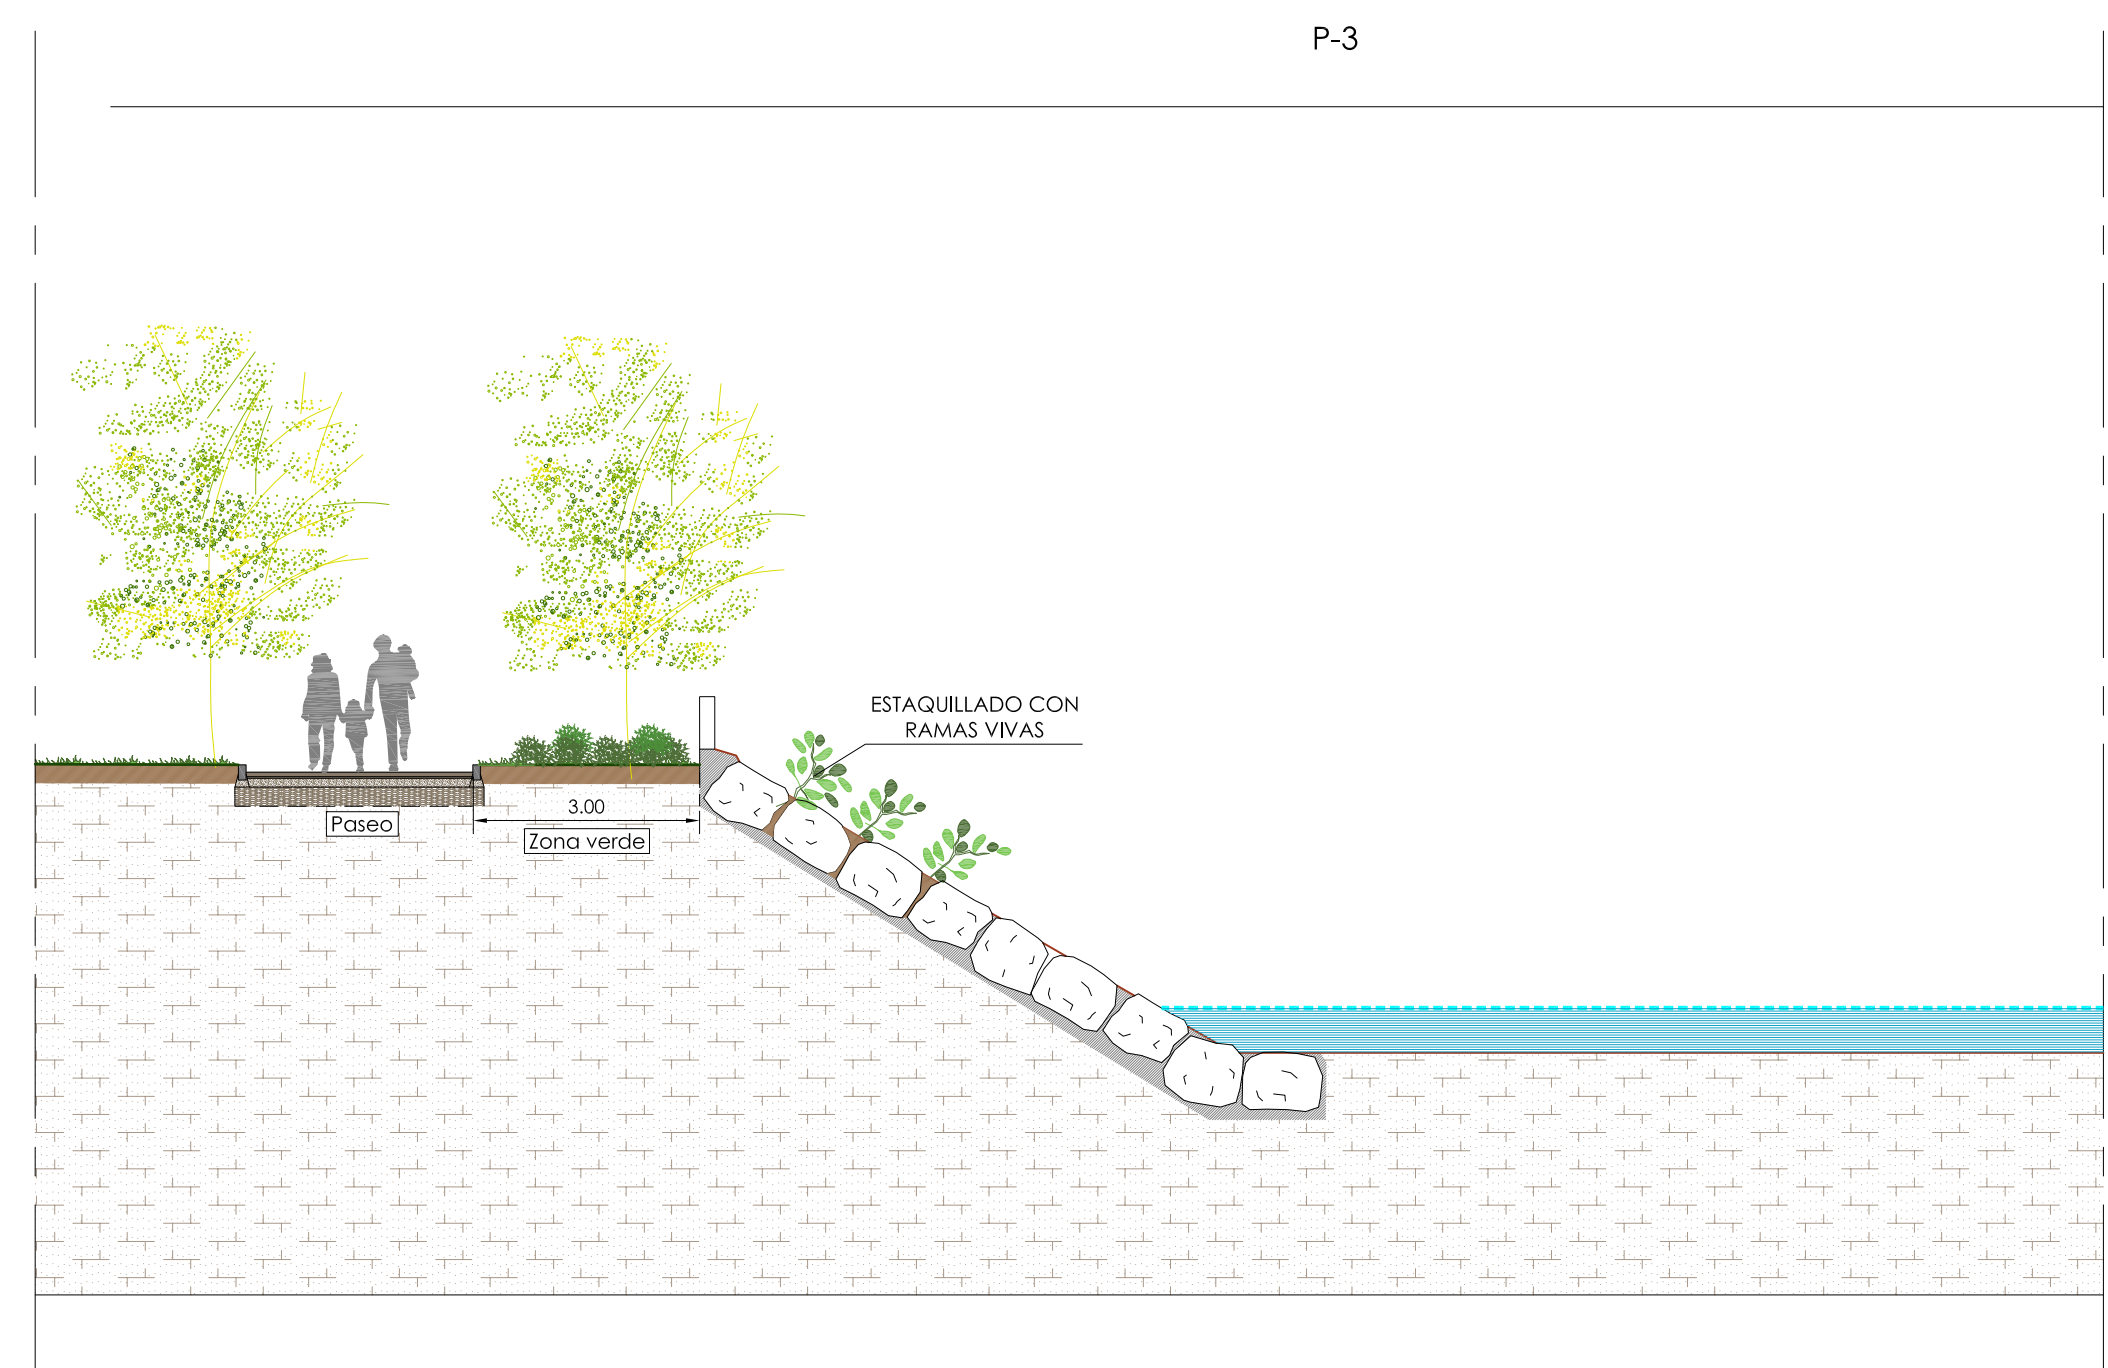 P-3
ESTAQUILLADO CON
RAMAS VIVAS
3.00
Paseo
Zona verde